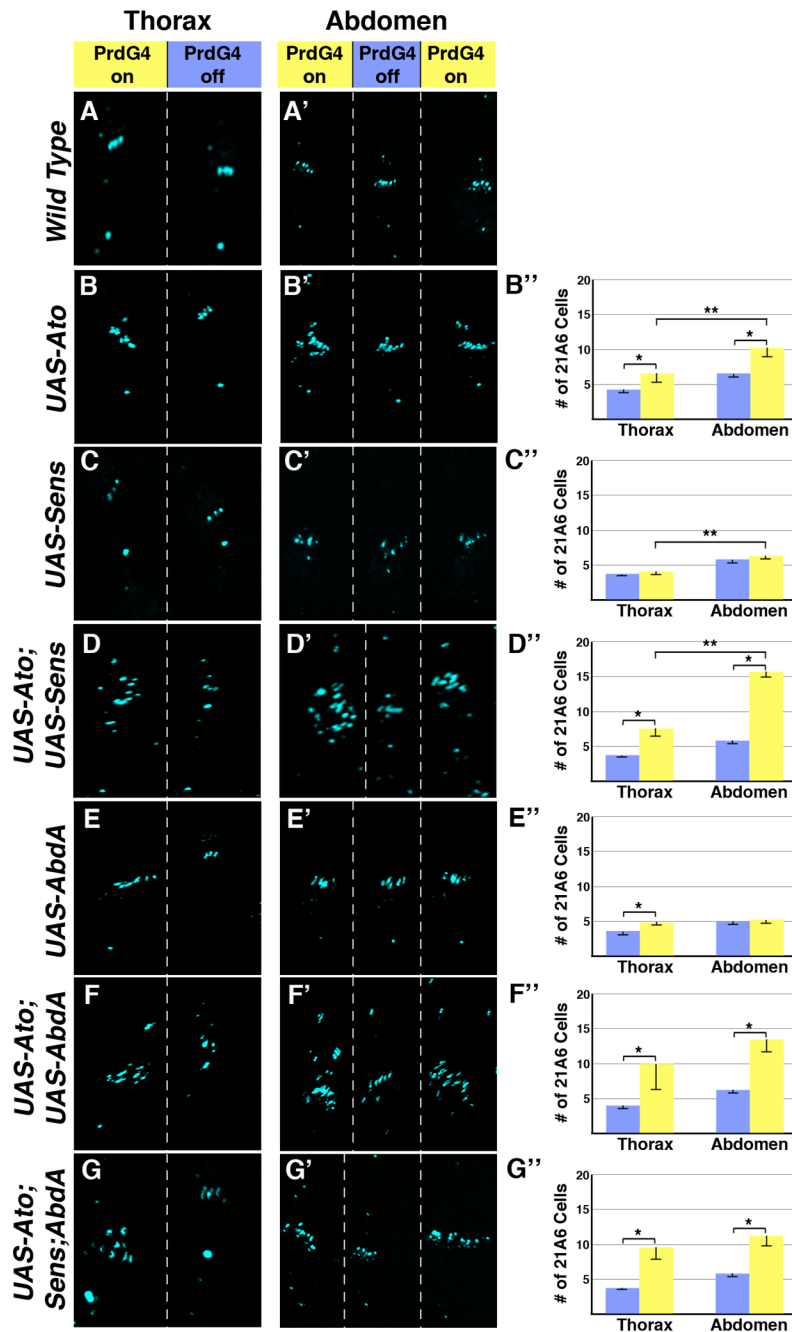 Thorax
Abdomen
PrdG4 on
PrdG4 off
PrdG4 on
PrdG4 off
PrdG4 on
Wild Type
A
A’
UAS-Ato
B
B’
B’’
# of 21A6 Cells
20
15
10
5
*
**
*
Thorax
Abdomen
UAS-Sens
C
C’
C’’
# of 21A6 Cells
20
15
10
5
**
Thorax
Abdomen
UAS-Ato;
UAS-Sens
D
D’
D’’
# of 21A6 Cells
20
15
10
5
*
**
*
Thorax
Abdomen
UAS-AbdA
E
E’
E’’
# of 21A6 Cells
20
15
10
5
*
Thorax
Abdomen
UAS-Ato;
UAS-AbdA
F
F’
F’’
# of 21A6 Cells
20
15
10
5
*
*
Thorax
Abdomen
UAS-Ato;
Sens;AbdA
G
G’
G’’
# of 21A6 Cells
20
15
10
5
*
*
Thorax
Abdomen